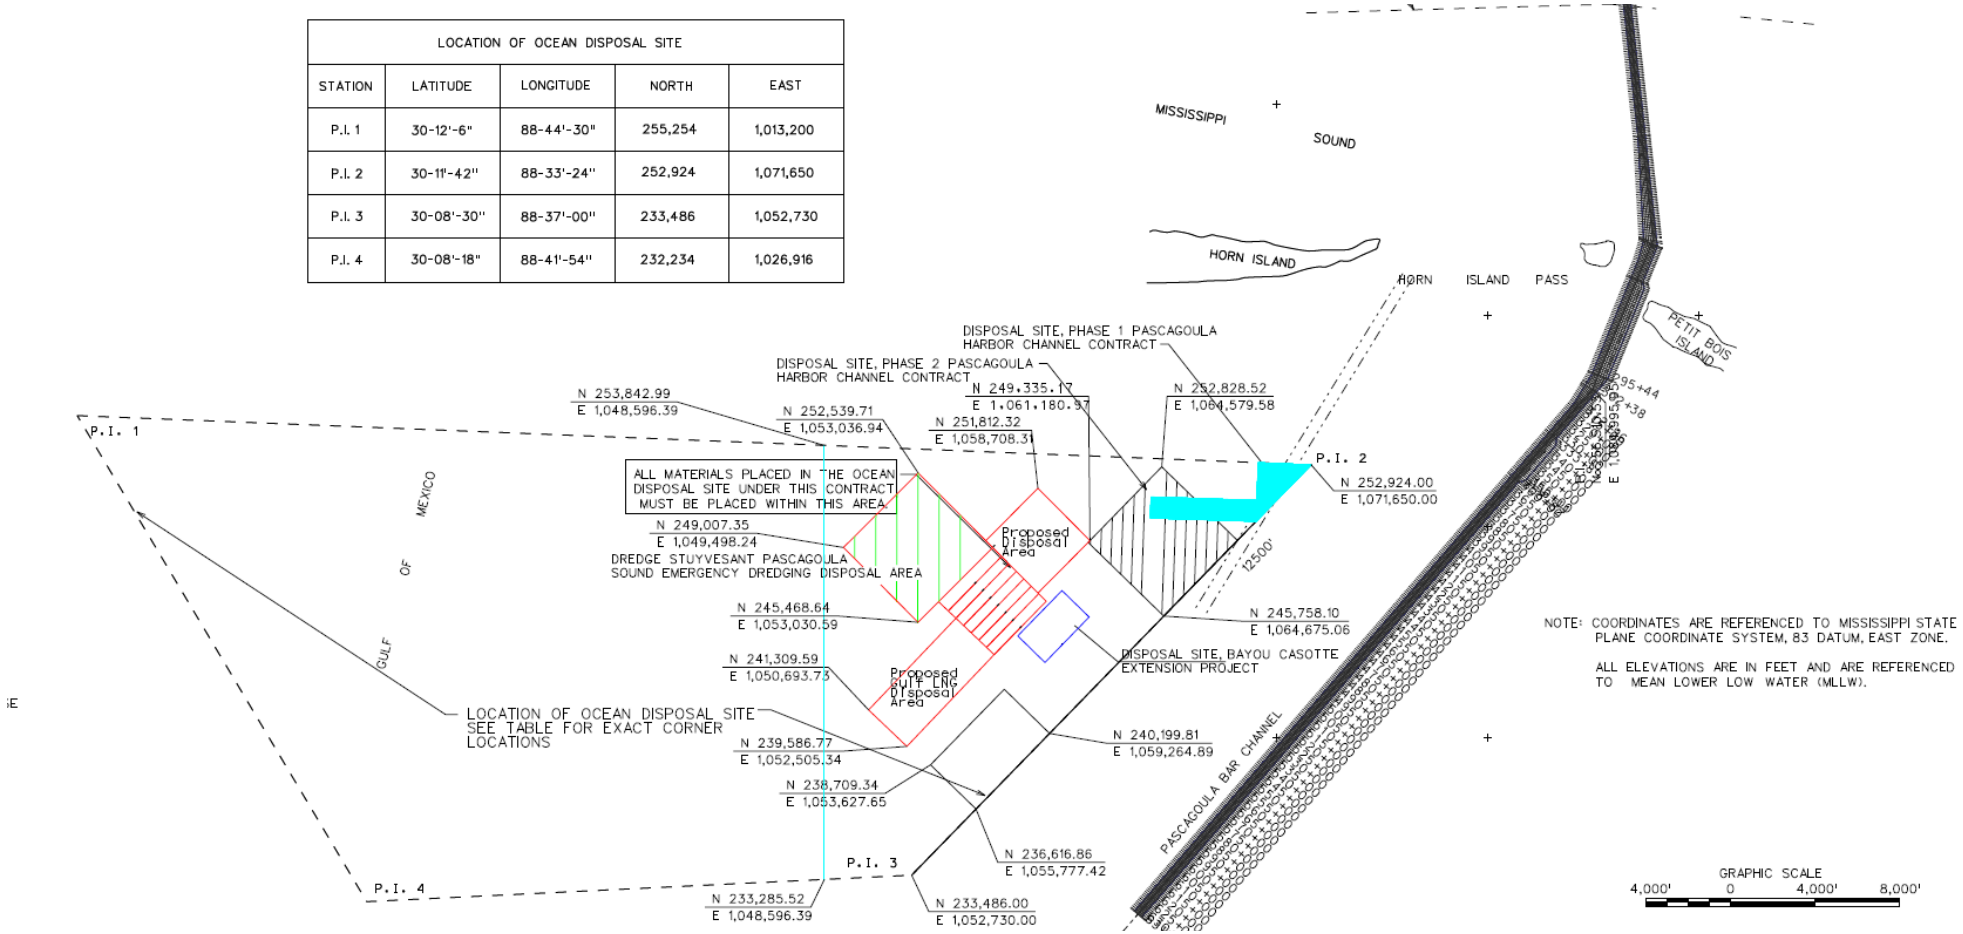 LOCATION OF OCEAN DISPOSAL SITE
STATION LATITUDE LONGITUDE NORTH EAST
P.I. 1 30-12'-6" 88-44'-30" 255,254 1,013,200
P.I. 2 30-11'-42" 88-33'-24" 252,924 1,071,650
P.I. 3 30-08'-30" 88-37'-00" 233,486 1,052,730
P.I. 4 30-08'-18" 88-41'-54" 232,234 1,026,916
MISSISSIPPI
SOUND
HORN ISLAND
HORN ISLAND PASS
PETIT BOIS
ISLAND
DISPOSAL SITE, PHASE 1 PASCAGOULA
HARBOR CHANNEL CONTRACT
DISPOSAL SITE, PHASE 2 PASCAGOULA
HARBOR CHANNEL CONTRACT
N 253,842.99
E 1,048,596.39
N 252,539.71
E 1,053,036.94
N 249,335.17
E 1,061,180.97
N 251,812.32
E 1,058,708.31
N 252,828.52
E 1,064,579.58
295+44
P.I. 1
P.I. 2
N 252,924.00
E 1,071,650.00
ALL MATERIALS PLACED IN THE OCEAN
DISPOSAL SITE UNDER THIS CONTRACT
MUST BE PLACED WITHIN THIS AREA
GULF
OF
MEXICO
N 249,007.35
E 1,049,498.24
DREDGE STUYVESANT PASCAGOULA
SOUND EMERGENCY DREDGING DISPOSAL AREA
Proposed
Disposal
Area
12500'
N 245,468.64
E 1,053,030.59
N 245,758.10
E 1,064,675.06
NOTE: COORDINATES ARE REFERENCED TO MISSISSIPPI STATE
PLANE COORDINATE SYSTEM, 83 DATUM, EAST ZONE.
ALL ELEVATIONS ARE IN FEET AND ARE REFERENCED
TO MEAN LOWER LOW WATER (MLLW).
N 241,309.59
E 1,050,693.73
Proposed
Gulf LNG
Disposal
Area
DISPOSAL SITE, BAYOU CASOTTE
EXTENSION PROJECT
LOCATION OF OCEAN DISPOSAL SITE
SEE TABLE FOR EXACT CORNER
LOCATIONS
N 239,586.77
E 1,052,505.34
N 240,199.81
E 1,059,264.89
N 238,709.34
E 1,053,627.65
PASCAGOULA BAR CHANNEL
P.I. 3
P.I. 4
N 236,616.86
E 1,055,777.42
N 233,285.52
E 1,048,596.39
N 233,486.00
E 1,052,730.00
GRAPHIC SCALE
4,000' 0 4,000' 8,000'